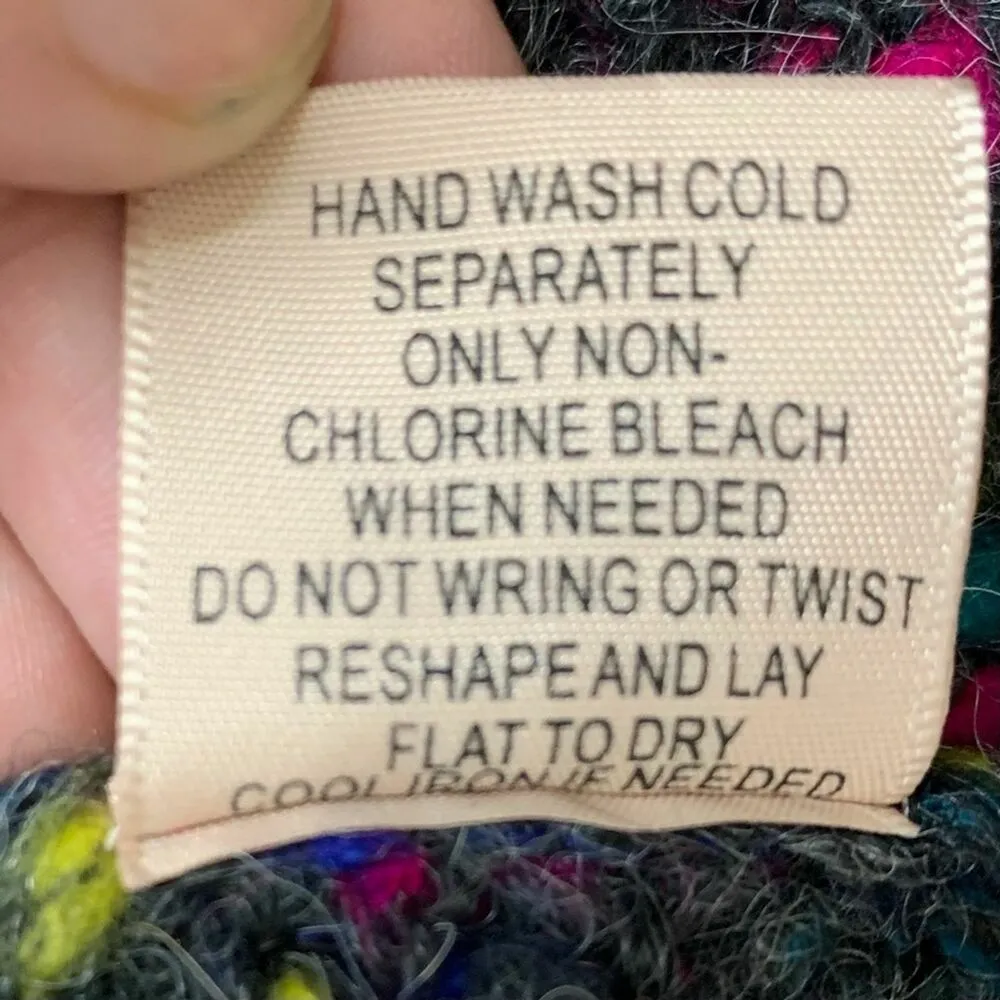 HAND WASH COLD
SEPARATELY
ONLY NON-
CHLORINE BLEACH
WHEN NEEDED
DO NOT WRING OR TWIST
RESHAPE AND LAY
FLAT TO DRY
COOL IRON IF NEEDED